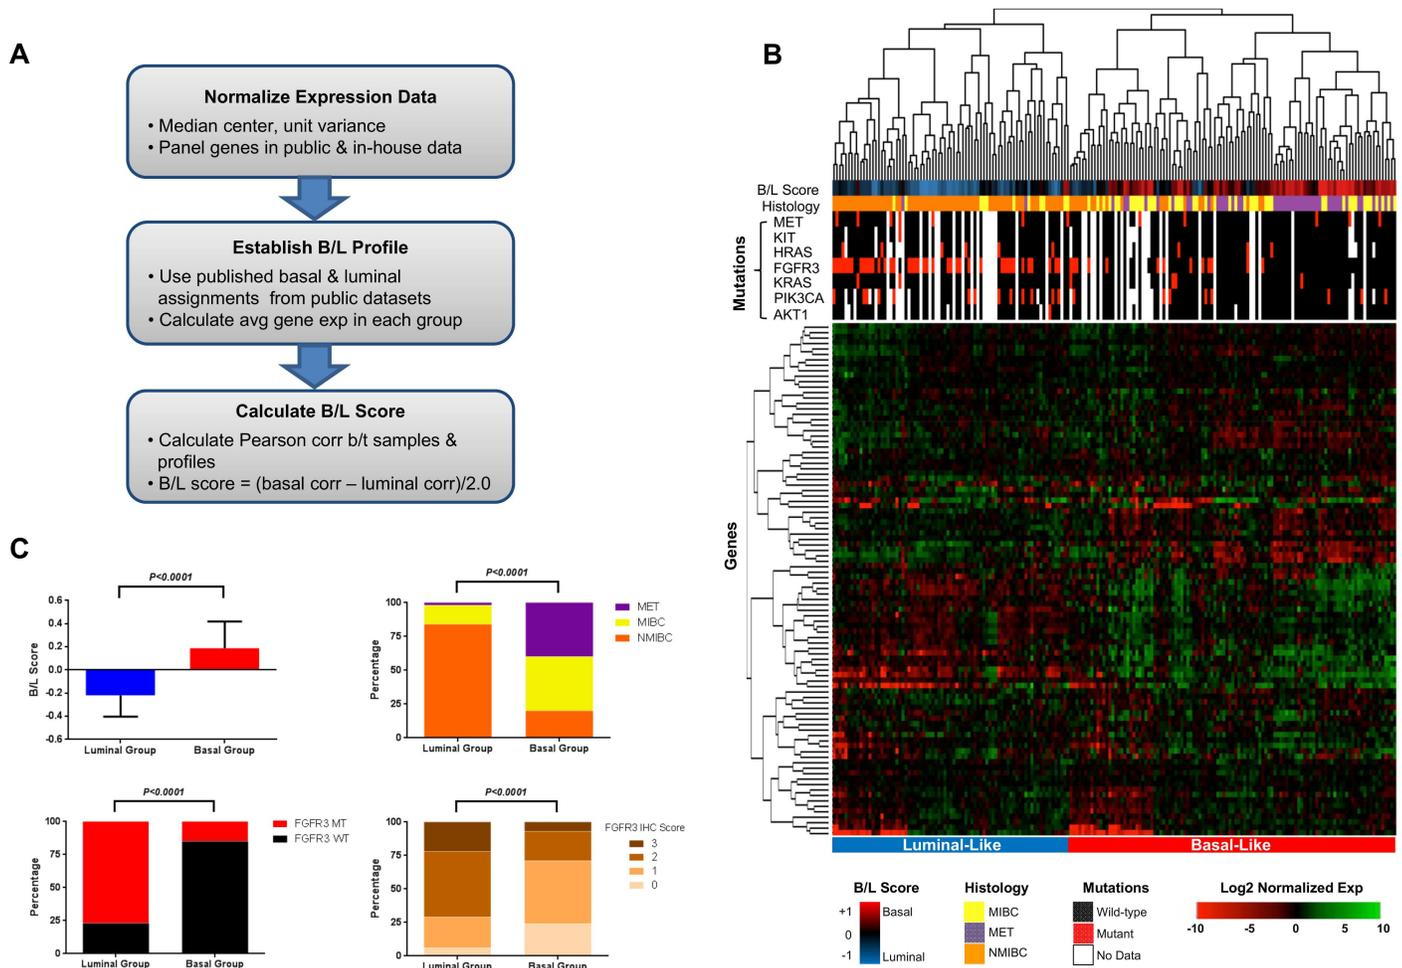 A
Normalize Expression Data
• Median center, unit variance
• Panel genes in public & in-house data
Establish B/L Profile
• Use published basal & luminal
assignments from public datasets
• Calculate avg gene exp in each group
Calculate B/L Score
• Calculate Pearson corr b/t samples &
profiles
• B/L score = (basal corr – luminal corr)/2.0
B
B/L Score
Histology
Mutations
MET
KIT
HRAS
FGFR3
KRAS
PIK3CA
AKT1
Genes
Luminal-Like
Basal-Like
B/L Score
+1
0
-1
Basal
Luminal
Histology
MIBC
MET
NMIBC
Mutations
Wild-type
Mutant
No Data
Log2 Normalized Exp
-10 -5 0 5 10
C
P<0.0001
B/L Score
0.6
0.4
0.2
0.0
-0.2
-0.4
-0.6
Luminal Group
Basal Group
P<0.0001
Percentage
100
75
50
25
0
Luminal Group
Basal Group
MET
MIBC
NMIBC
P<0.0001
Percentage
100
75
50
25
0
Luminal Group
Basal Group
FGFR3 MT
FGFR3 WT
P<0.0001
Percentage
100
75
50
25
0
Luminal Group
Basal Group
FGFR3 IHC Score
3
2
1
0